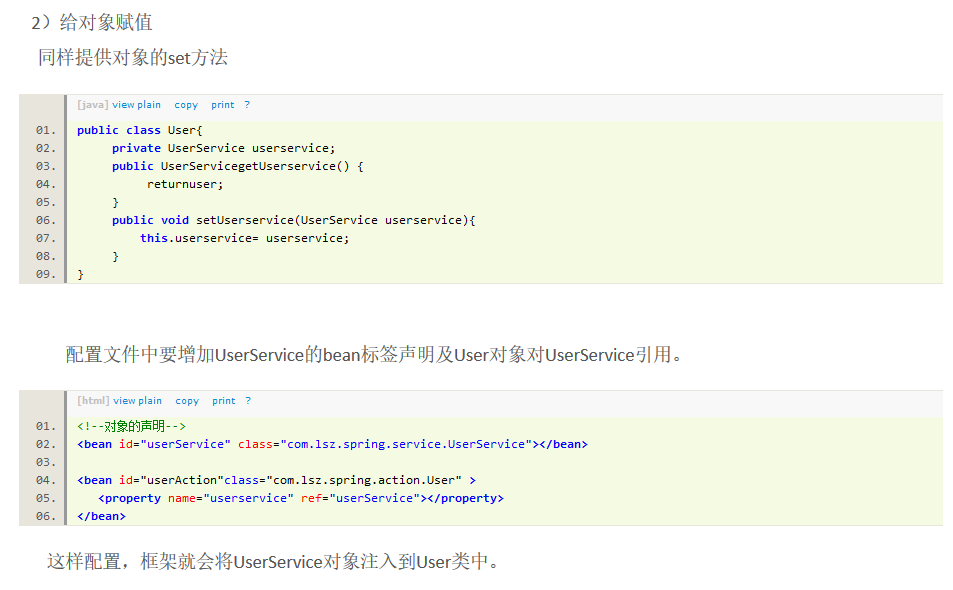 2）给对象赋值
同样提供对象的set方法
[java] view plain copy print ?
01. public class User{
02. private UserService userservice;
03. public UserServicegetUserservice() {
04. returnuser;
05. }
06. public void setUserservice(UserService userservice){
07. this.userservice= userservice;
08. }
09. }
配置文件中要增加UserService的bean标签声明及User对象对UserService引用。
[html] view plain copy print ?
01. <!--对象的声明-->
02. <bean id="userService" class="com.lsz.spring.service.UserService"></bean>
03.
04. <bean id="userAction"class="com.lsz.spring.action.User" >
05. <property name="userservice" ref="userService"></property>
06. </bean>
这样配置，框架就会将UserService对象注入到User类中。